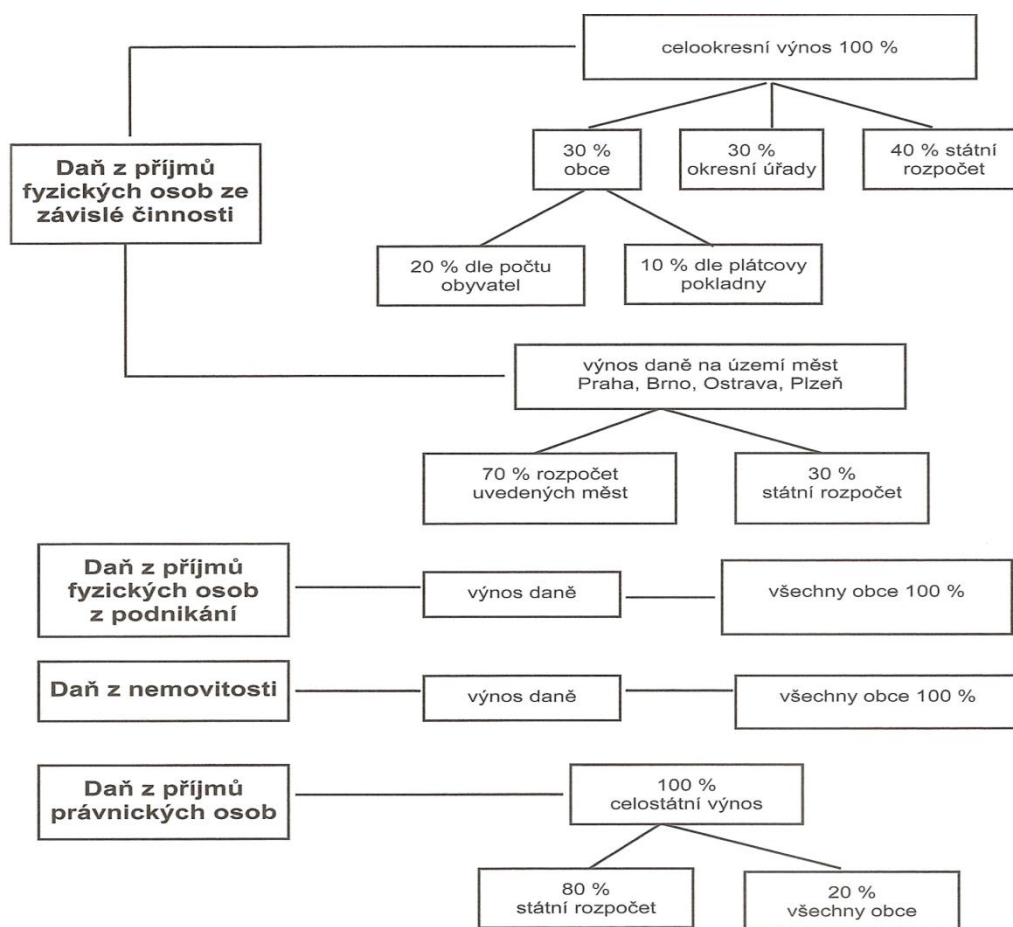 celookresní výnos 100 %
Daň z příjmů
fyzických osob ze
závislé činnosti
30 %
obce
30 %
okresní úřady
40 % státní
rozpočet
20 % dle počtu
obyvatel
10 % dle plátcovy
pokladny
výnos daně na území měst
Praha, Brno, Ostrava, Plzeň
70 % rozpočet
uvedených měst
30 %
státní rozpočet
Daň z příjmů
fyzických osob
z podnikání
výnos daně
všechny obce 100 %
Daň z nemovitosti
výnos daně
všechny obce 100 %
Daň z příjmů
právnických osob
100 %
celostátní výnos
80 %
státní rozpočet
20 %
všechny obce